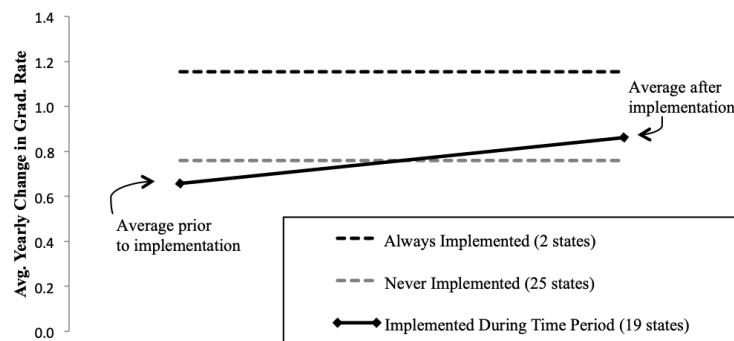 1.4
1.2
1.0
0.8
0.6
0.4
0.2
0.0
Avg. Yearly Change in Grad. Rate
Average after
implementation
Average prior
to implementation
Always Implemented (2 states)
Never Implemented (25 states)
Implemented During Time Period (19 states)